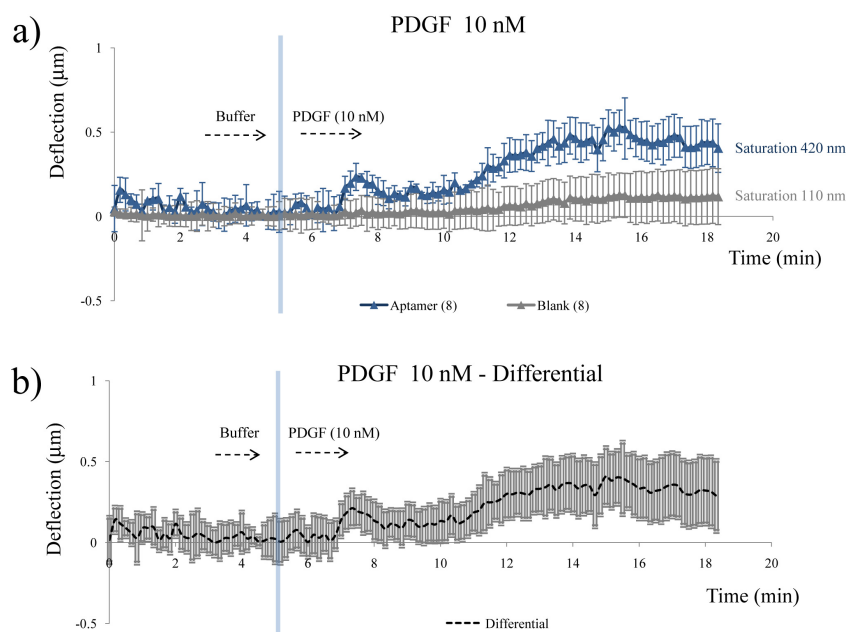 a)
PDGF 10 nM
Deflection (µm)
1
0.5
0
-0.5
Buffer
PDGF (10 nM)
Saturation 420 nm
Saturation 110 nm
0 2 4 6 8 10 12 14 16 18 20
Time (min)
Aptamer (8) Blank (8)
b)
PDGF 10 nM - Differential
Deflection (µm)
1
0.5
0
-0.5
Buffer
PDGF (10 nM)
0 2 4 6 8 10 12 14 16 18 20
Time (min)
Differential